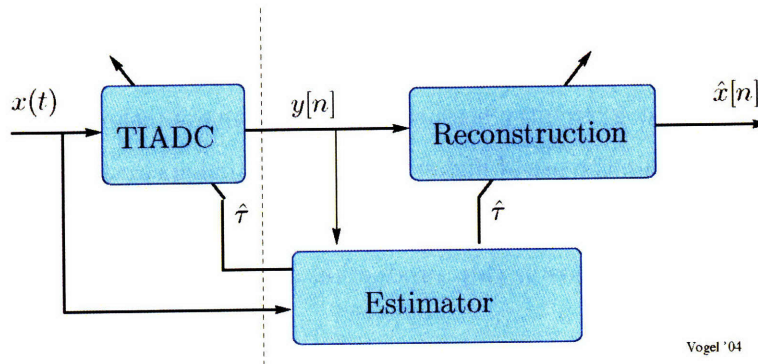 x(t)
TIADC
y[n]
Reconstruction
x̂[n]
τ̂
τ̂
Estimator
Vogel '04